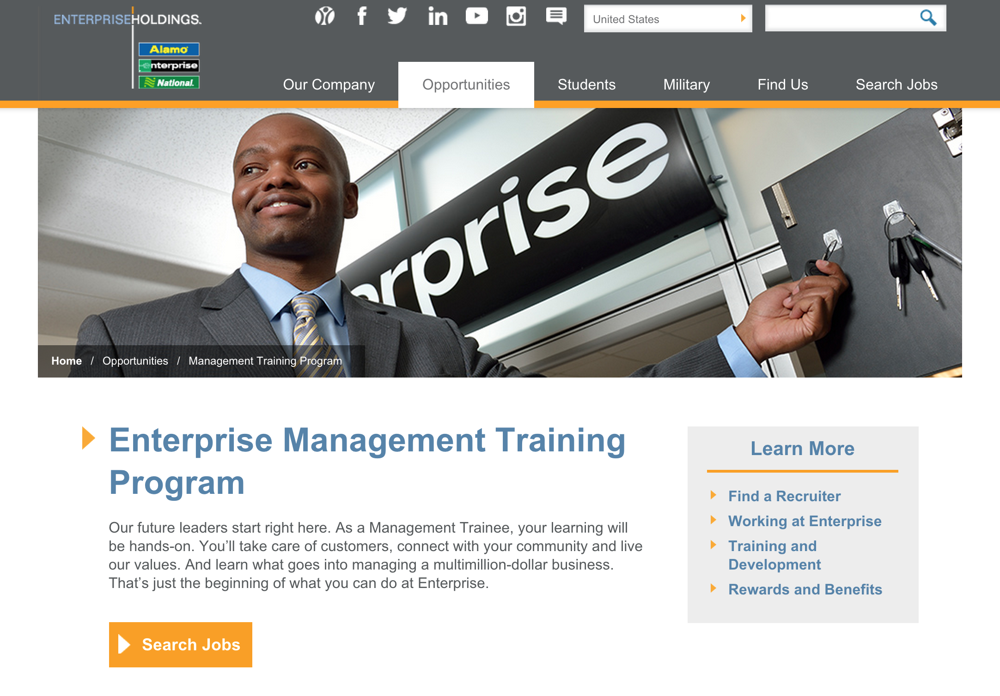 ENTERPRISEHOLDINGS.
Alamo
enterprise
National.
United States
Our Company
Opportunities
Students
Military
Find Us
Search Jobs
erprise
Home / Opportunities / Management Training Program
Enterprise Management Training
Program
Our future leaders start right here. As a Management Trainee, your learning will
be hands-on. You’ll take care of customers, connect with your community and live
our values. And learn what goes into managing a multimillion-dollar business.
That’s just the beginning of what you can do at Enterprise.
Search Jobs
Learn More
Find a Recruiter
Working at Enterprise
Training and
Development
Rewards and Benefits